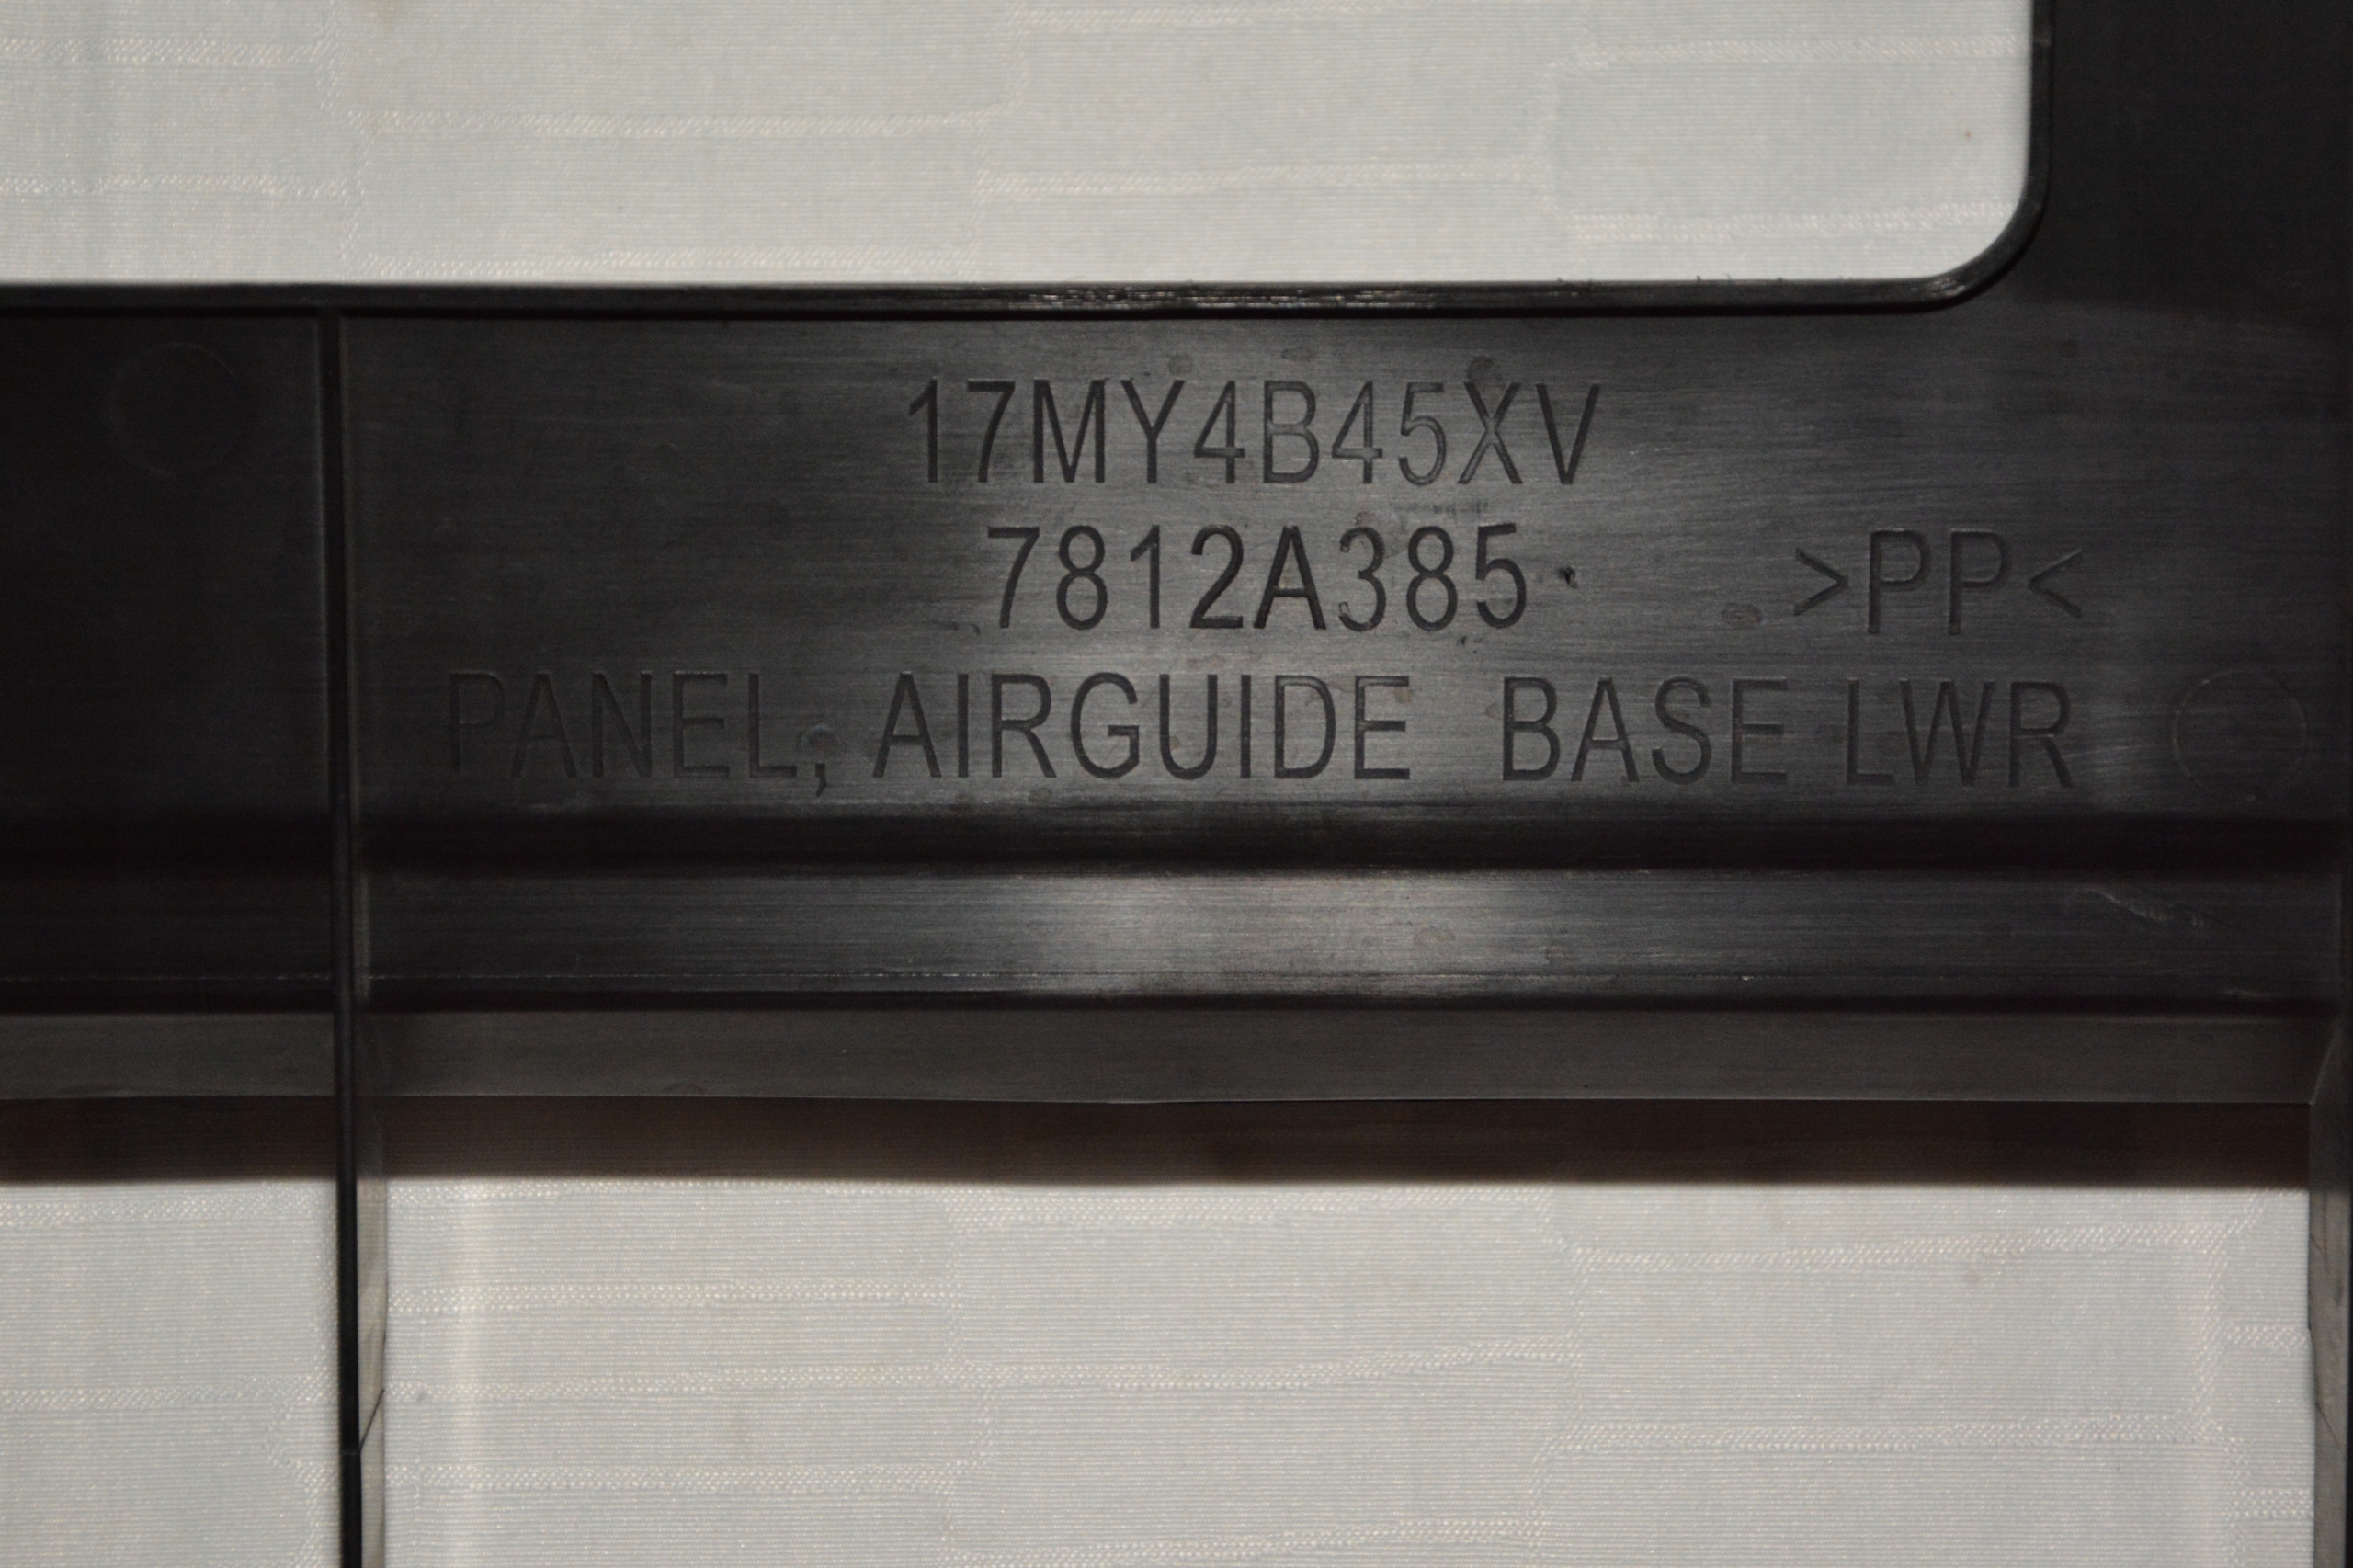 17MY4B45XV
7812A385 >PP<
PANEL, AIRGUIDE BASE LWR